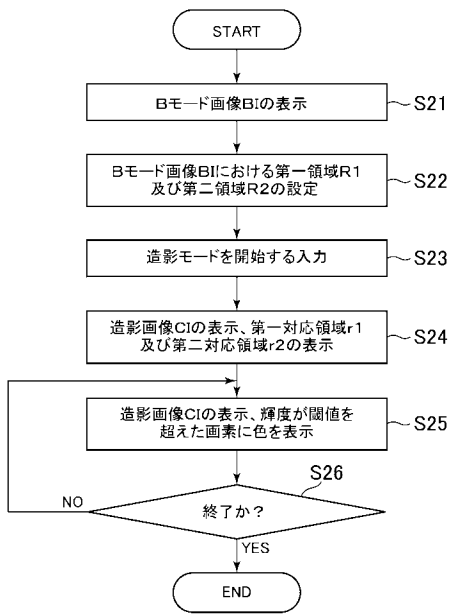 START
Bモード画像BIの表示
S21
Bモード画像BIにおける第一領域R1
及び第二領域R2の設定
S22
造影モードを開始する入力
S23
造影画像CIの表示、第一対応領域r1
及び第二対応領域r2の表示
S24
造影画像CIの表示、輝度が閾値を
超えた画素に色を表示
S25
S26
終了か?
NO
YES
END